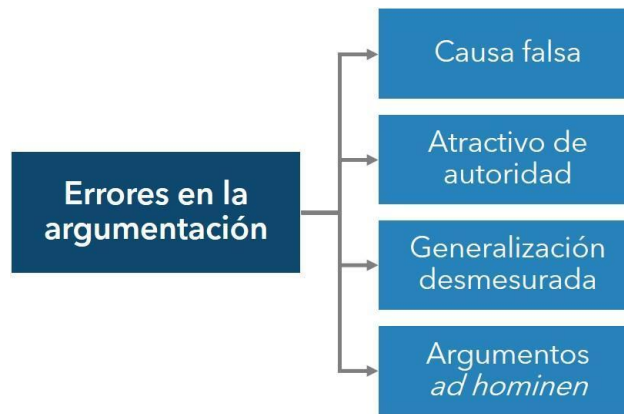 Errores en la
argumentación
Causa falsa
Atractivo de
autoridad
Generalización
desmesurada
Argumentos
ad hominen